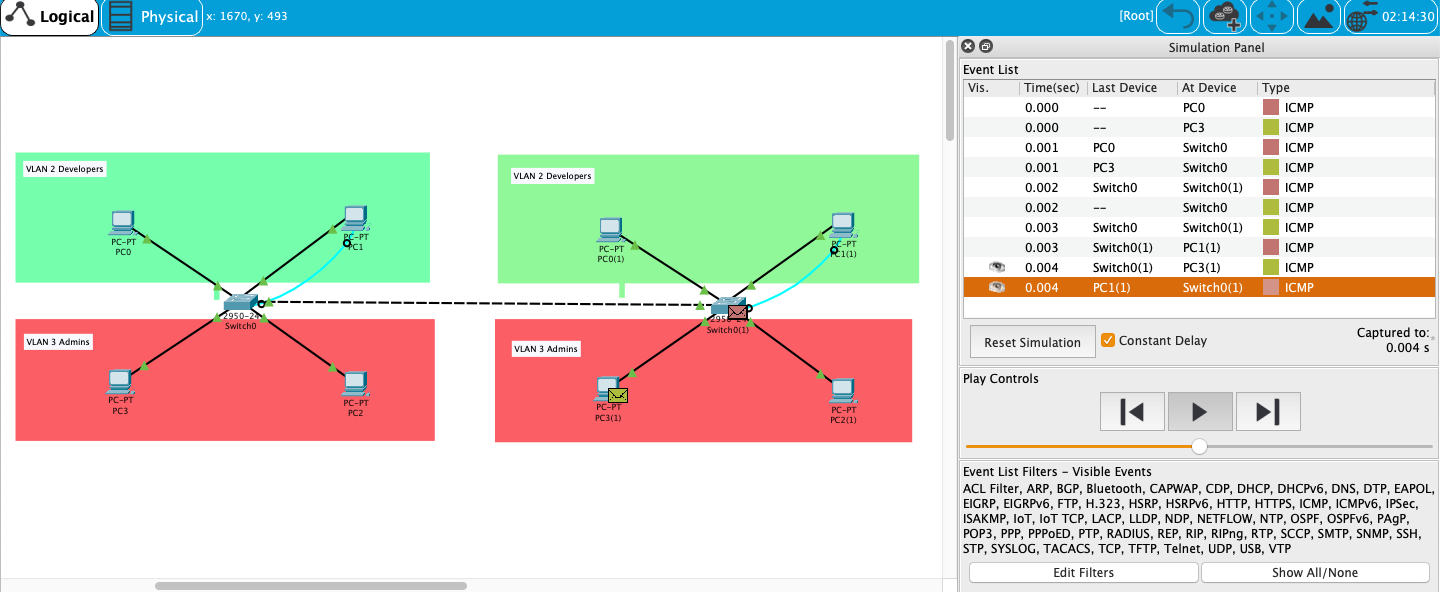 Logical
Physical
x: 1670, y: 493
[Root]
02:14:30
Simulation Panel
Event List
Vis. Time(sec) Last Device At Device Type
0.000 -- PC0 ICMP
0.000 -- PC3 ICMP
0.001 PC0 Switch0 ICMP
0.001 PC3 Switch0 ICMP
0.002 Switch0 Switch0(1) ICMP
0.002 -- Switch0 ICMP
0.003 Switch0 Switch0(1) ICMP
0.003 Switch0(1) PC1(1) ICMP
0.004 Switch0(1) PC3(1) ICMP
0.004 PC1(1) Switch0(1) ICMP
Reset Simulation
Constant Delay
Captured to:
0.004 s
Play Controls
Event List Filters - Visible Events
ACL Filter, ARP, BGP, Bluetooth, CAPWAP, CDP, DHCP, DHCPv6, DNS, DTP, EAPOL,
EIGRP, EIGRPv6, FTP, H.323, HSRP, HSRPv6, HTTP, HTTPS, ICMP, ICMPv6, IPSec,
ISAKMP, IoT, IoT TCP, LACP, LLDP, NDP, NETFLOW, NTP, OSPF, OSPFv6, PAgP,
POP3, PPP, PPPoED, PTP, RADIUS, REP, RIP, RIPng, RTP, SCCP, SMTP, SNMP, SSH,
STP, SYSLOG, TACACS, TCP, TFTP, Telnet, UDP, USB, VTP
Edit Filters
Show All/None
VLAN 2 Developers
PC-PT
PC0
PC-PT
PC1
2950-24
Switch0
VLAN 3 Admins
PC-PT
PC3
PC-PT
PC2
VLAN 2 Developers
PC-PT
PC0(1)
PC-PT
PC1(1)
Switch0(1)
VLAN 3 Admins
PC-PT
PC3(1)
PC-PT
PC2(1)